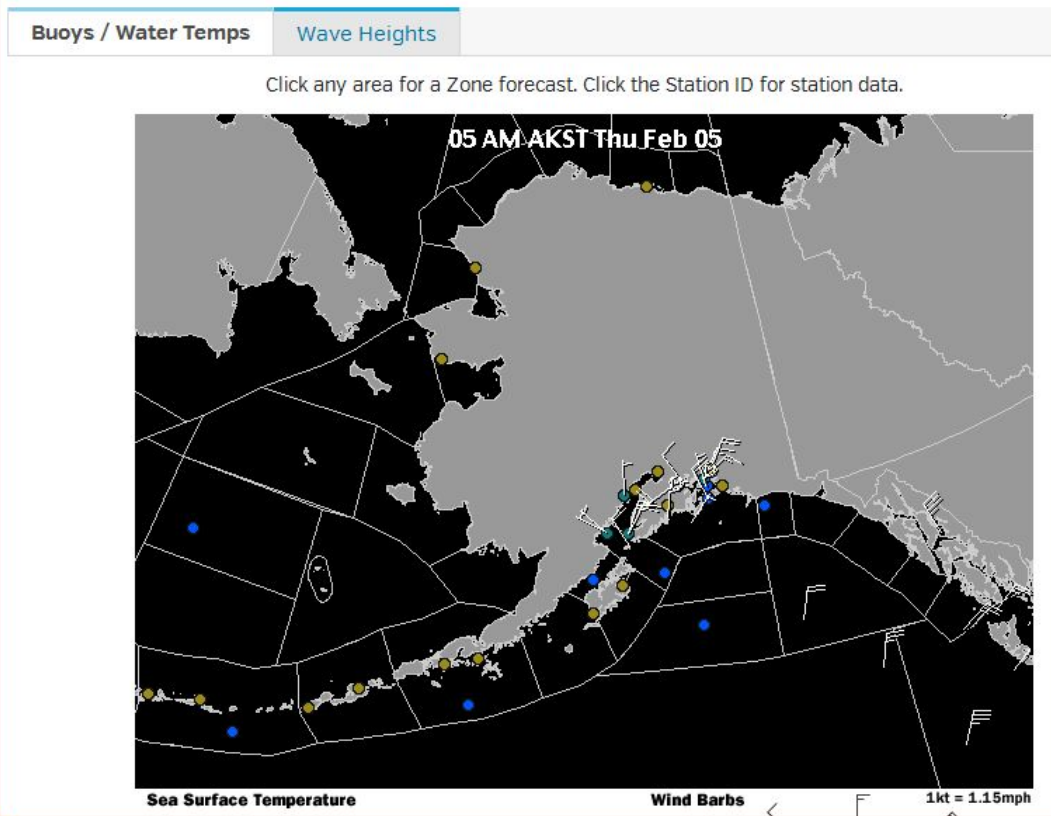 Buoys / Water Temps
Wave Heights
Click any area for a Zone forecast. Click the Station ID for station data.
05 AM AKST Thu Feb 05
Sea Surface Temperature
Wind Barbs
1kt = 1.15mph